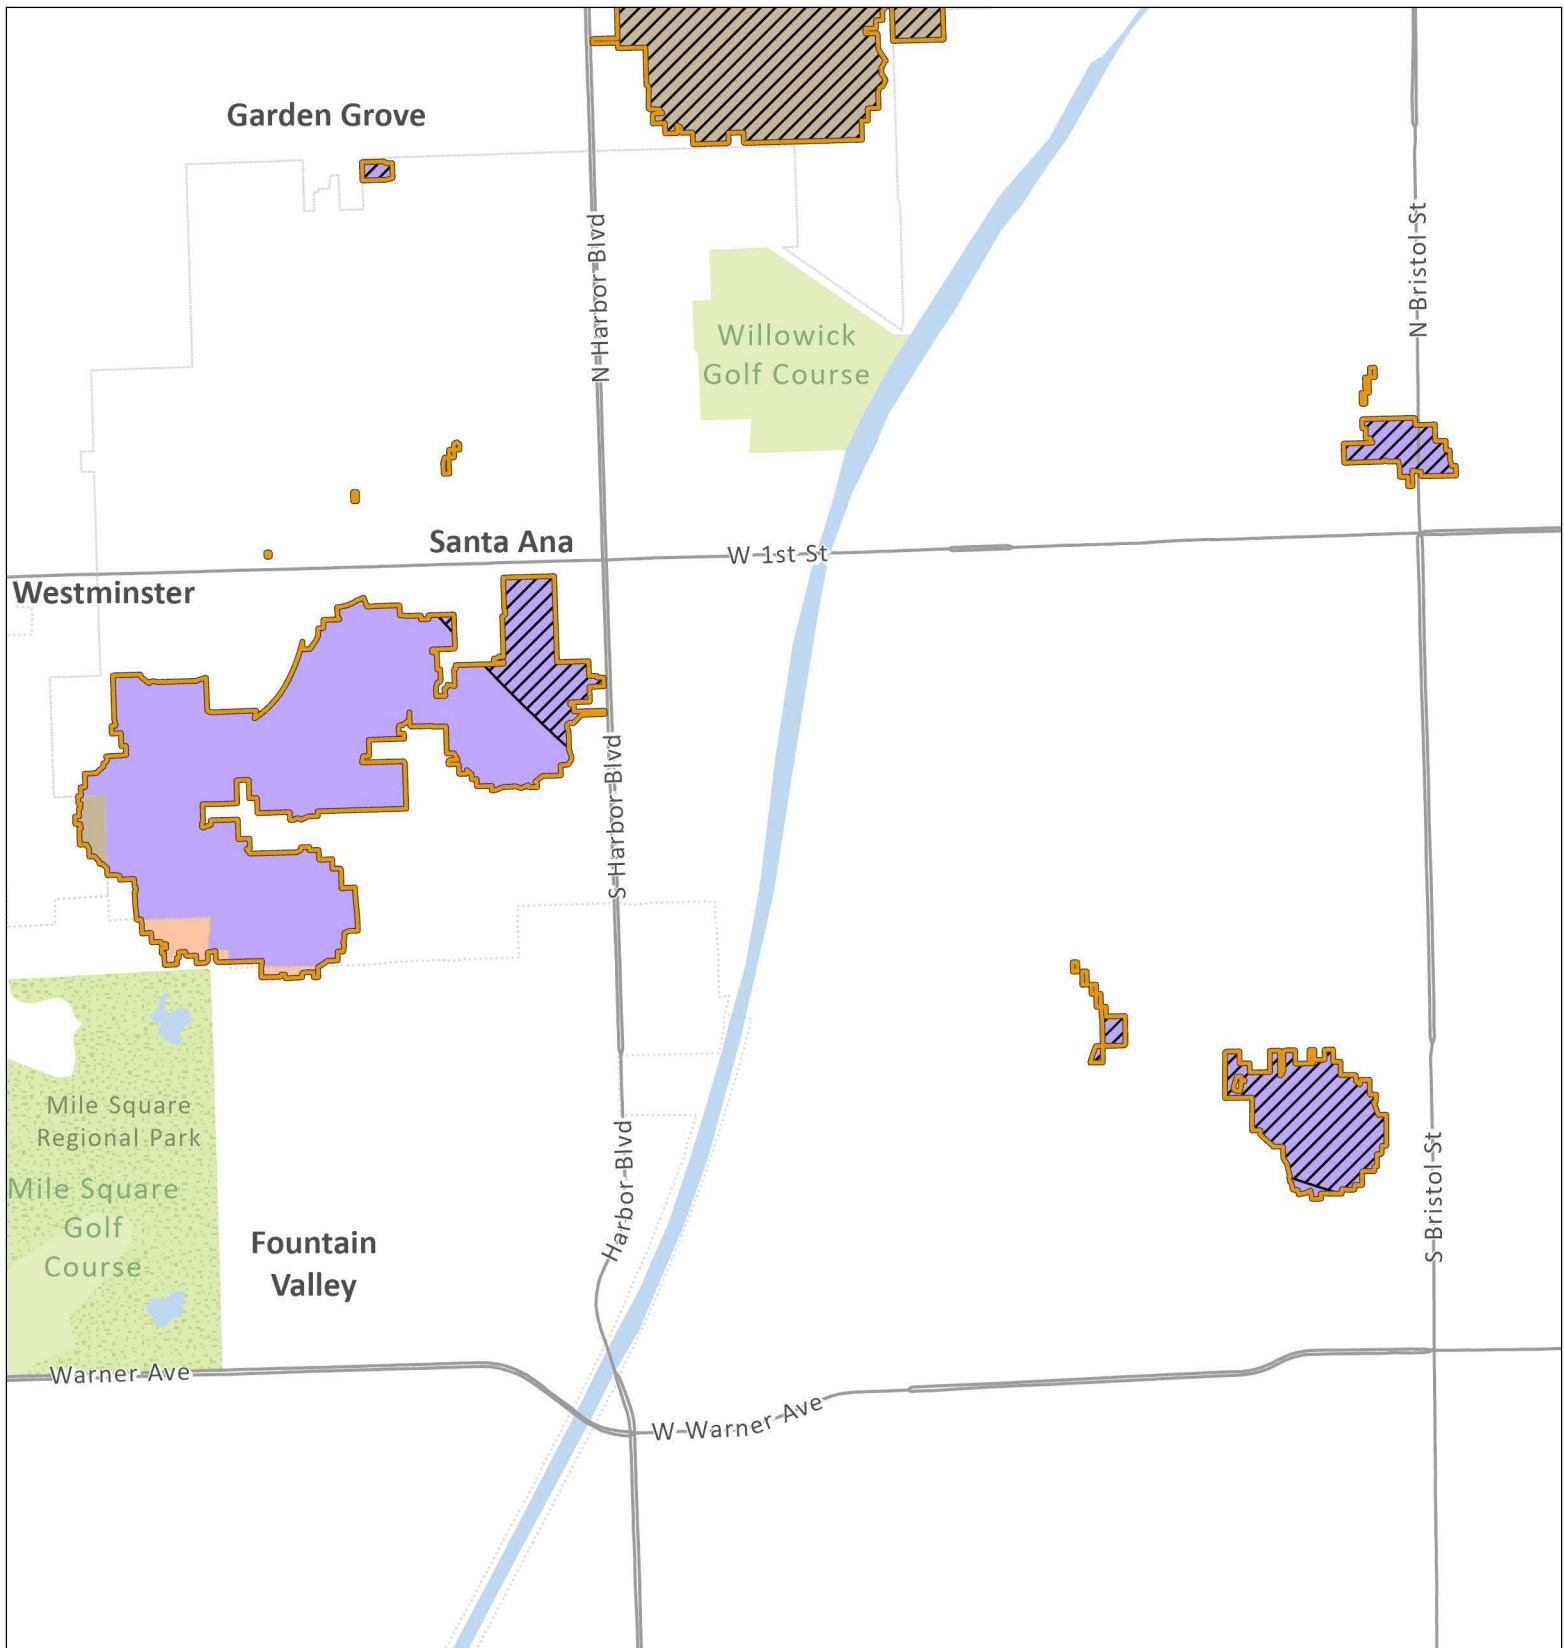 Garden Grove
N Harbor Blvd
N Bristol St
Willowick
Golf Course
Santa Ana
W 1st St
Westminster
S Harbor Blvd
Mile Square
Regional Park
Mile Square
Golf
Course
Harbor Blvd
S Bristol St
Fountain
Valley
Warner Ave
W Warner Ave